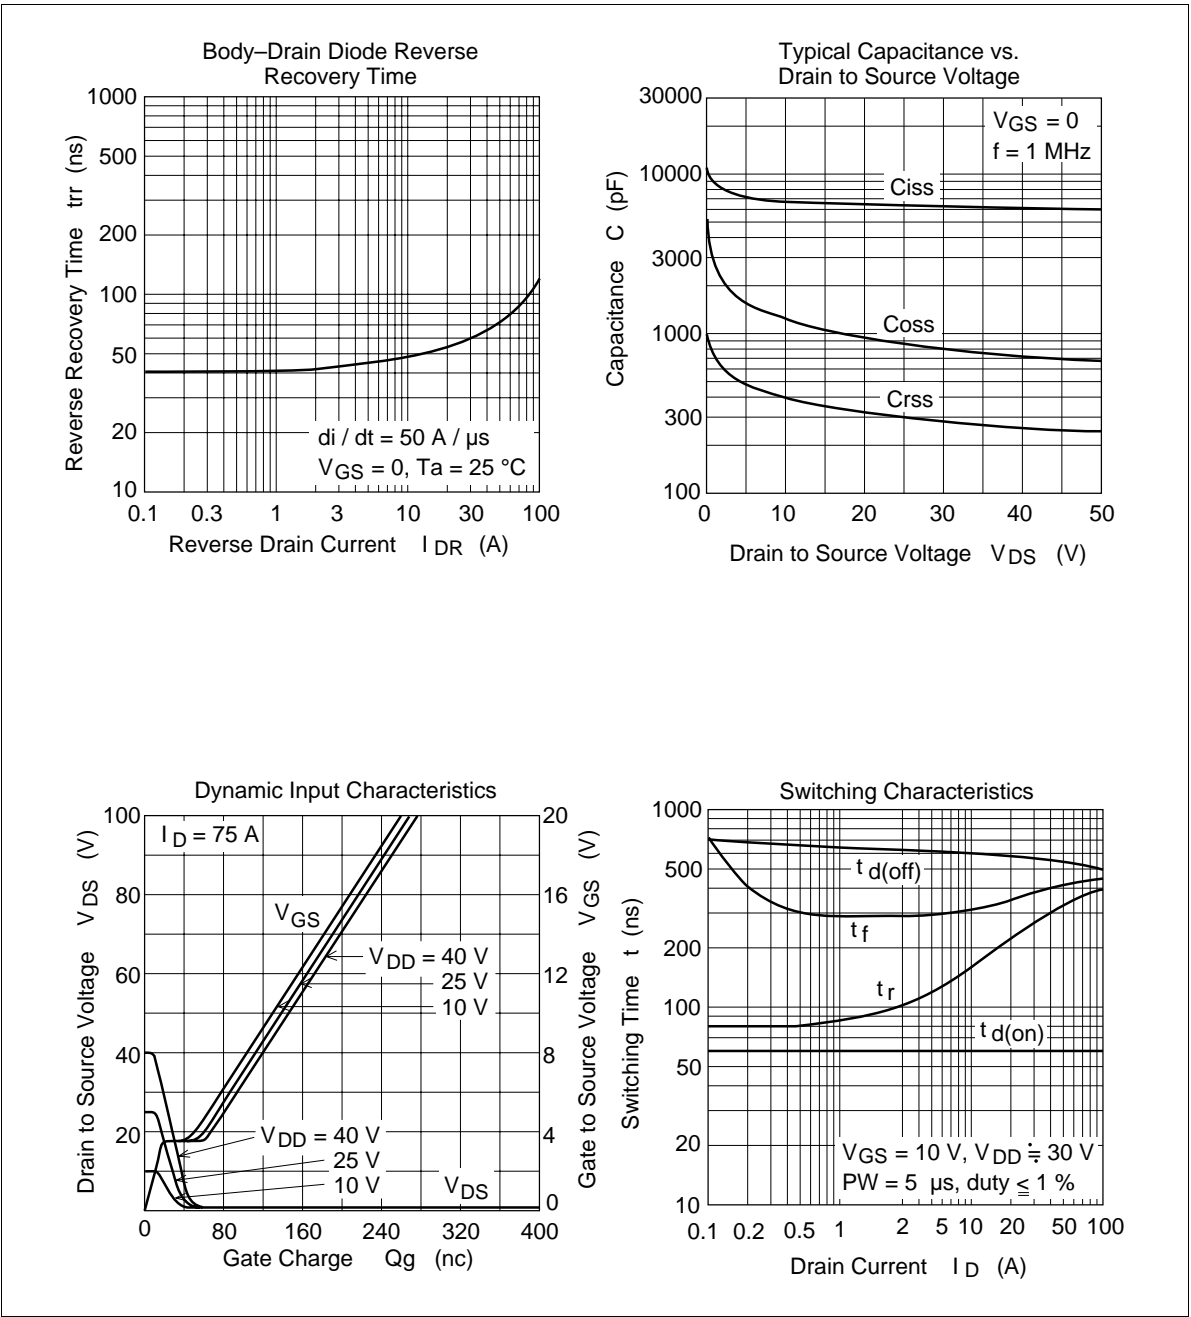 Body–Drain Diode Reverse
Recovery Time
1000
500
200
100
50
20
10
Reverse Recovery Time trr (ns)
di / dt = 50 A / µs
VGS = 0, Ta = 25 °C
0.1 0.3 1 3 10 30 100
Reverse Drain Current I DR (A)
Typical Capacitance vs.
Drain to Source Voltage
30000
10000
3000
1000
300
100
Capacitance C (pF)
VGS = 0
f = 1 MHz
Ciss
Coss
Crss
0 10 20 30 40 50
Drain to Source Voltage VDS (V)
Dynamic Input Characteristics
100
80
60
40
20
Drain to Source Voltage VDS (V)
I D = 75 A
VGS
VDD = 40 V
25 V
10 V
VDD = 40 V
25 V
10 V
VDS
20
16
12
8
4
0
Gate to Source Voltage VGS (V)
0 80 160 240 320 400
Gate Charge Qg (nc)
Switching Characteristics
1000
500
200
100
50
20
10
Switching Time t (ns)
t d(off)
t f
t r
t d(on)
VGS = 10 V, VDD ≒ 30 V
PW = 5 µs, duty ≦ 1 %
0.1 0.2 0.5 1 2 5 10 20 50 100
Drain Current I D (A)